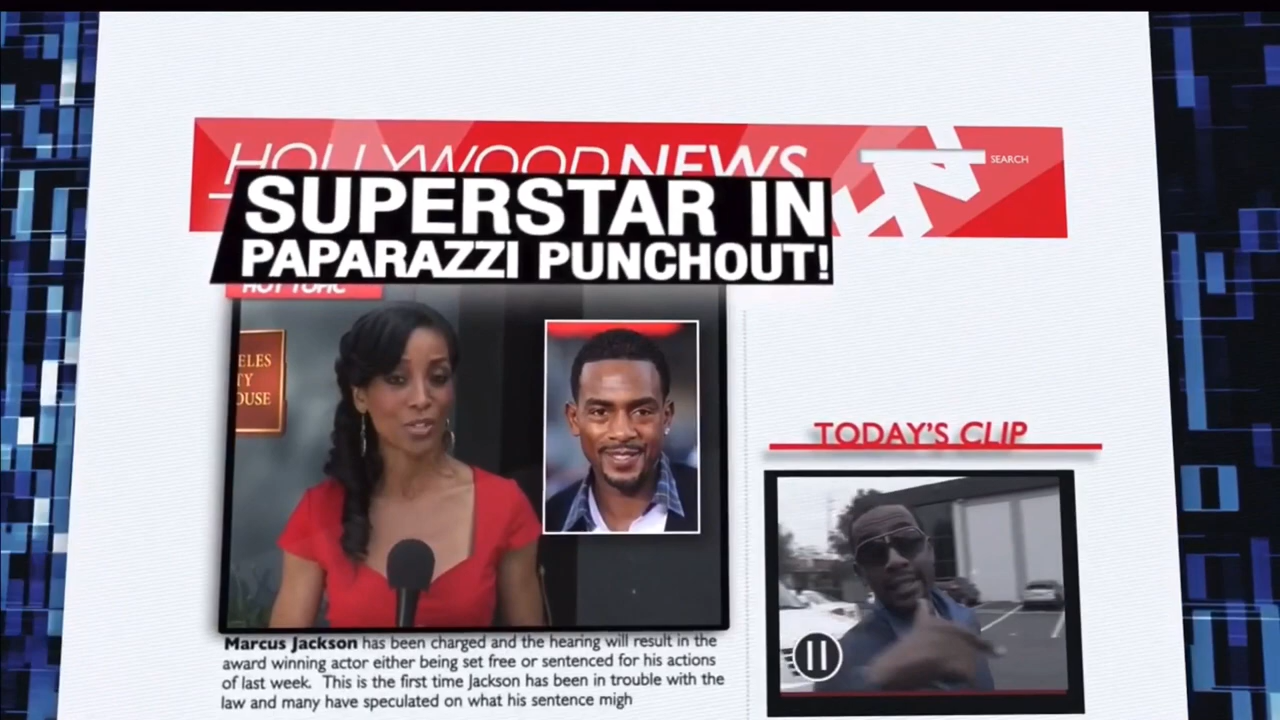 HOLLYWOOD NEWS
SEARCH
SUPERSTAR IN
PAPARAZZI PUNCHOUT!
HOT TOPIC
ELES
TY
OUSE
TODAY'S CLIP
Marcus Jackson has been charged and the hearing will result in the
award winning actor either being set free or sentenced for his actions
of last week. This is the first time Jackson has been in trouble with the
law and many have speculated on what his sentence migh